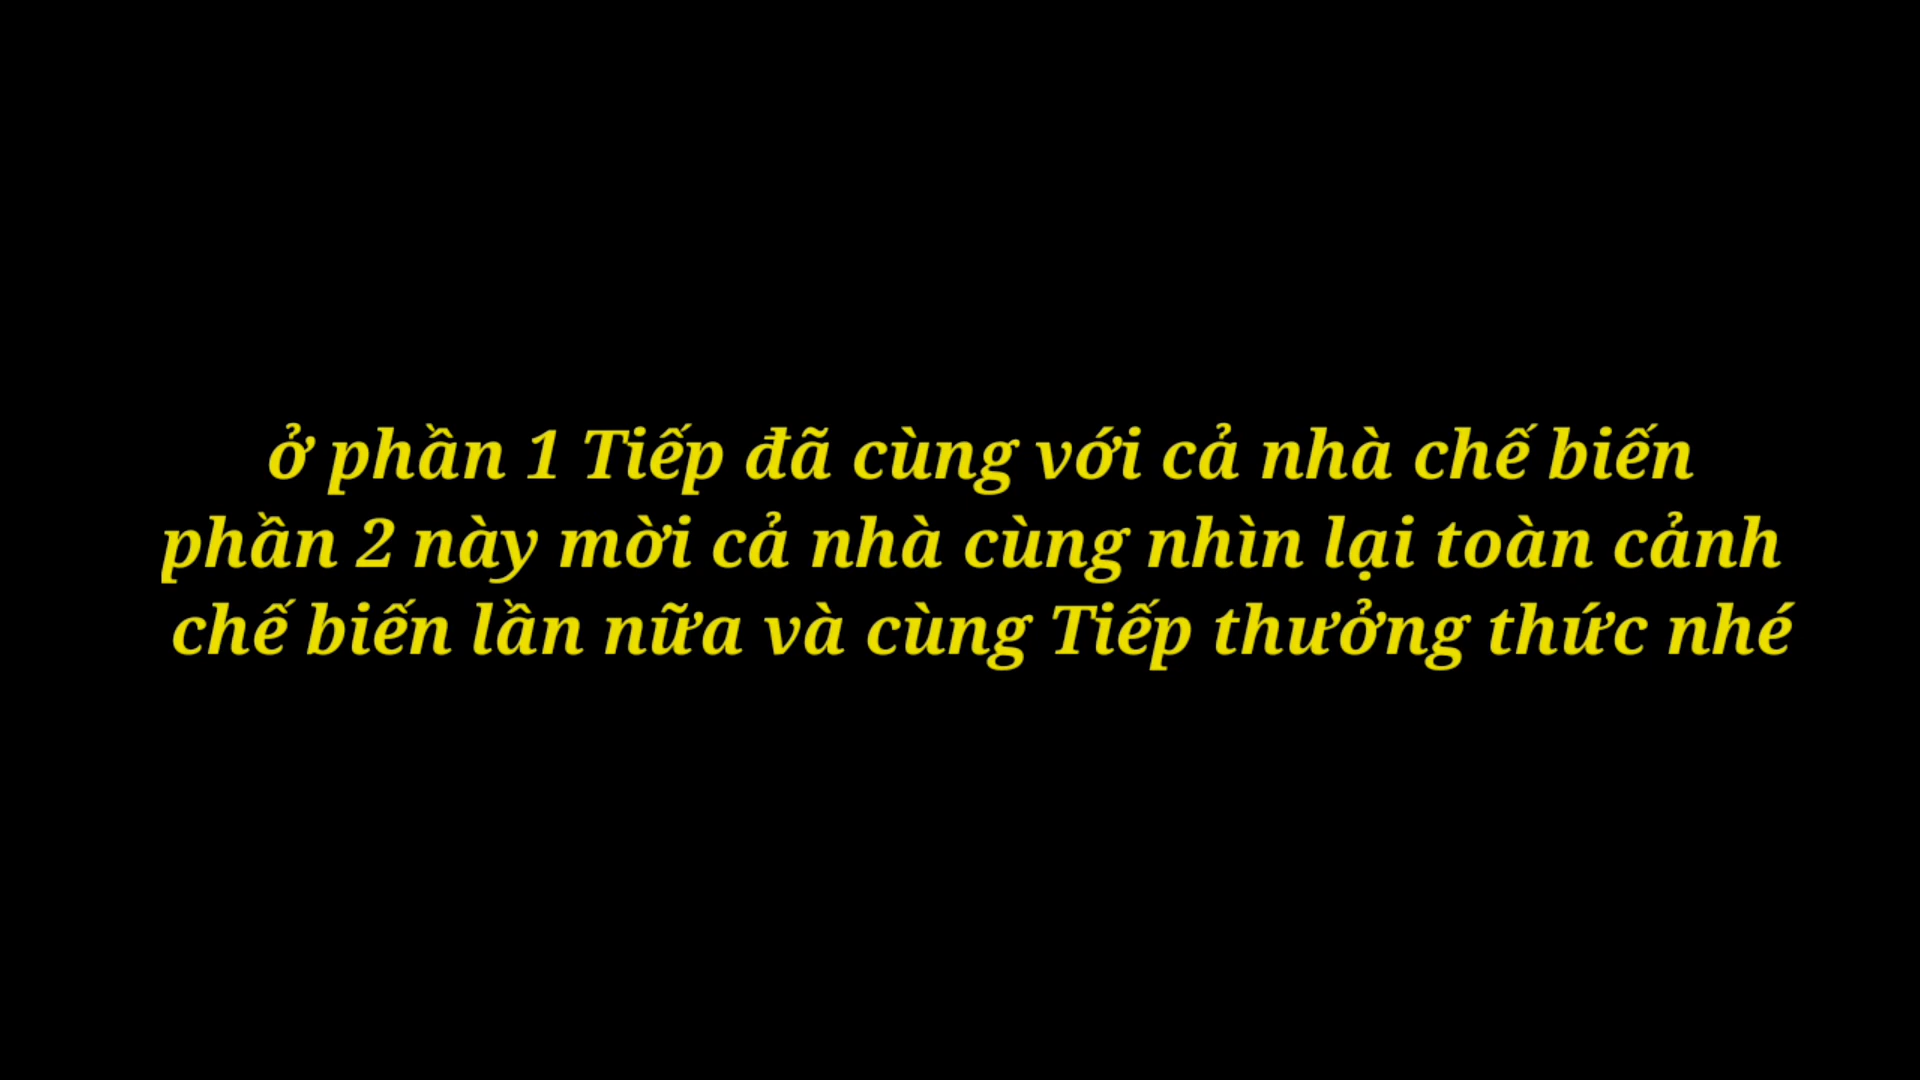 ở phần 1 Tiếp đã cùng với cả nhà chế biến
phần 2 này mời cả nhà cùng nhìn lại toàn cảnh
chế biến lần nữa và cùng Tiếp thưởng thức nhé